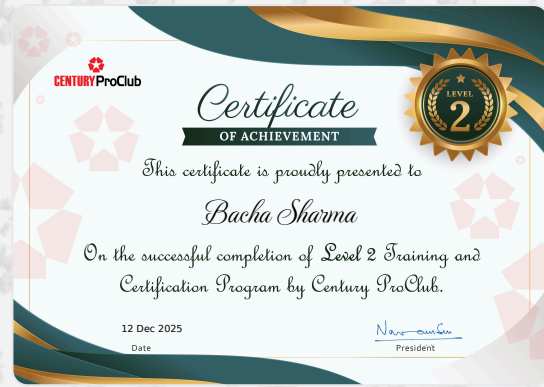 CENTURY ProClub
LEVEL
2
Certificate
OF ACHIEVEMENT
This certificate is proudly presented to
Bacha Sharma
On the successful completion of Level 2 Training and
Certification Program by Century ProClub.
12 Dec 2025
Date
President